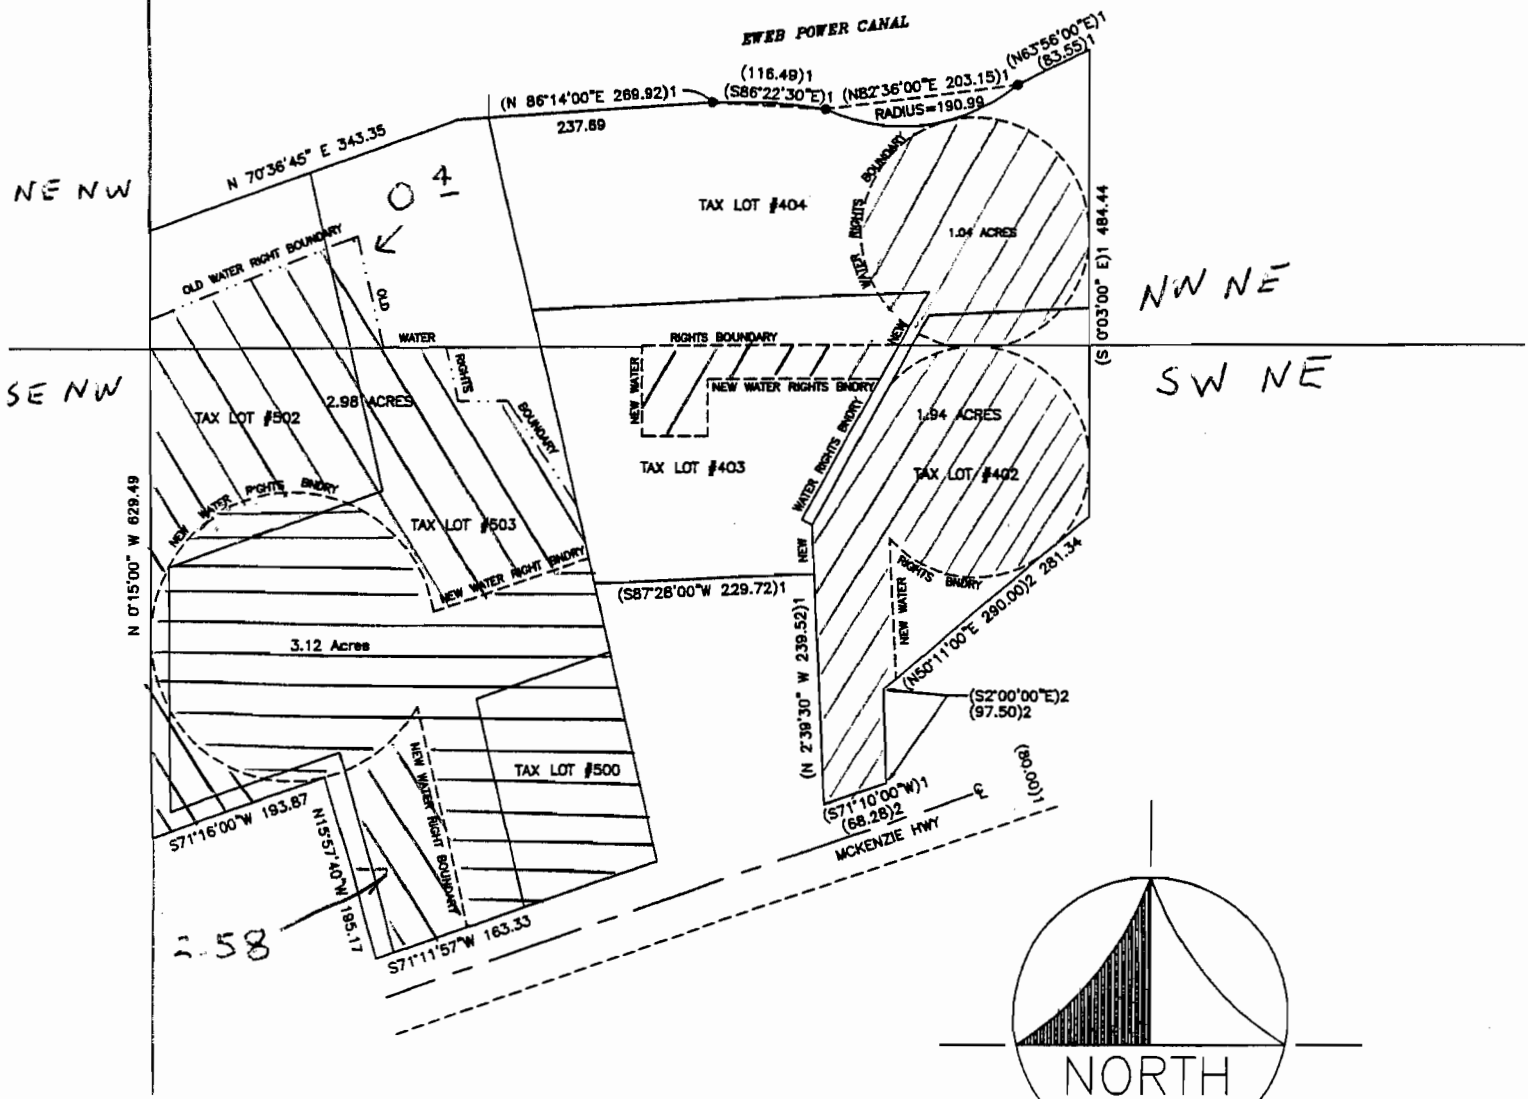 EWEB POWER CANAL
(N63°56'00"E)1
(83.55)1
(116.49)1
(S86°22'30"E)1
(N82°36'00"E 203.15)1
(N 86°14'00"E 269.92)1
RADIUS=190.99
237.69
N 70°36'45" E 343.35
NE NW
O 4
TAX LOT #404
BOUNDARY
RIGHTS
WATER
1.04 ACRES
(S 0°03'00" E)1 484.44
OLD WATER RIGHT BOUNDARY
OLD
NW NE
NEW
WATER
RIGHTS BOUNDARY
RIGHTS
NEW WATER
NEW WATER RIGHTS BNDRY
SE NW
SW NE
2.98 ACRES
TAX LOT #502
BOUNDARY
1.94 ACRES
TAX LOT #403
WATER RIGHTS BNDRY
TAX LOT #402
NEW WATER RIGHTS BNDRY
TAX LOT #503
N 0°15'00" W 629.49
NEW
NEW WATER RIGHT BNDRY
RIGHTS BNDRY
NEW WATER
(S87°28'00"W 229.72)1
(N50°11'00"E 290.00)2 281.34
3.12 Acres
(N 2°39'30" W 239.52)1
(S2°00'00"E)2
(97.50)2
NEW WATER RIGHT BOUNDARY
TAX LOT #500
(80.00)1
(S71°10'00"W)1
(68.28)2
S71°16'00"W 193.87
N15°57'40"W 195.17
MCKENZIE HWY
2.58
S71°11'57"W 163.33
NORTH